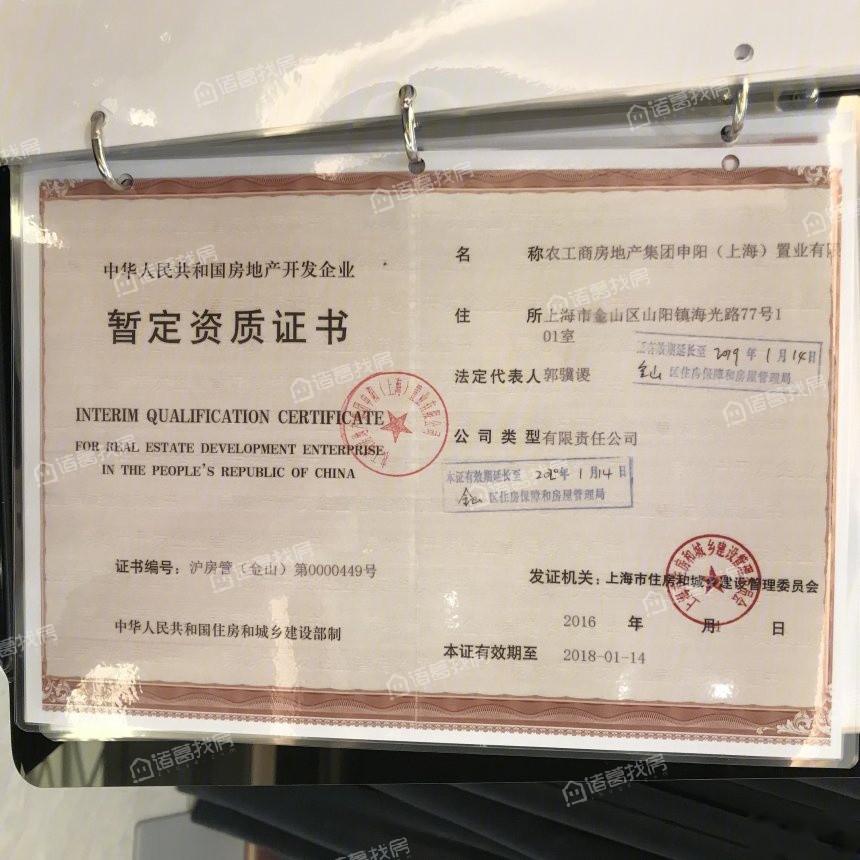 中华人民共和国房地产开发企业
暂定资质证书
INTERIM QUALIFICATION CERTIFICATE
FOR REAL ESTATE DEVELOPMENT ENTERPRISE
IN THE PEOPLE'S REPUBLIC OF CHINA
证书编号：沪房管（金山）第0000449号
中华人民共和国住房和城乡建设部制
名 称 农工商房地产集团申阳（上海）置业有限
住 所 上海市金山区山阳镇海光路77号1
01室
法定代表人 郭骥谡
公司类型 有限责任公司
发证机关：上海市住房和城乡建设管理委员会
2016 年 月 日
本证有效期至 2018-01-14
本证有效期延长至 2019年1月14日
金山区住房保障和房屋管理局
本证有效期延长至 2020年1月14日
金山区住房保障和房屋管理局
诸葛找房